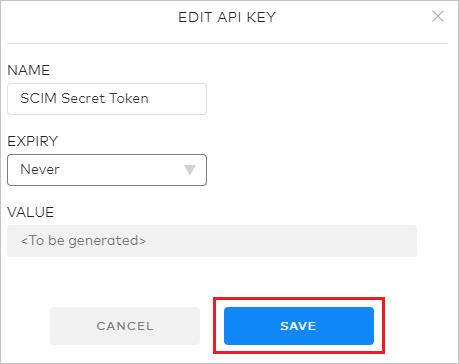 EDIT API KEY
NAME
SCIM Secret Token
EXPIRY
Never
VALUE
<To be generated>
CANCEL
SAVE